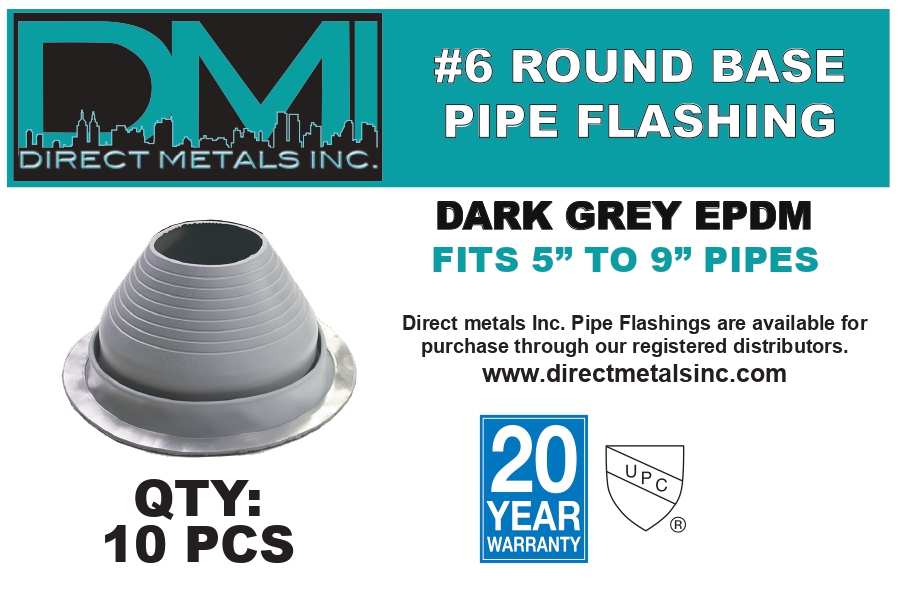 DMI
DIRECT METALS INC.
#6 ROUND BASE
PIPE FLASHING
DARK GREY EPDM
FITS 5” TO 9” PIPES
Direct metals Inc. Pipe Flashings are available for
purchase through our registered distributors.
www.directmetalsinc.com
QTY:
10 PCS
20
YEAR
WARRANTY
UPC
®